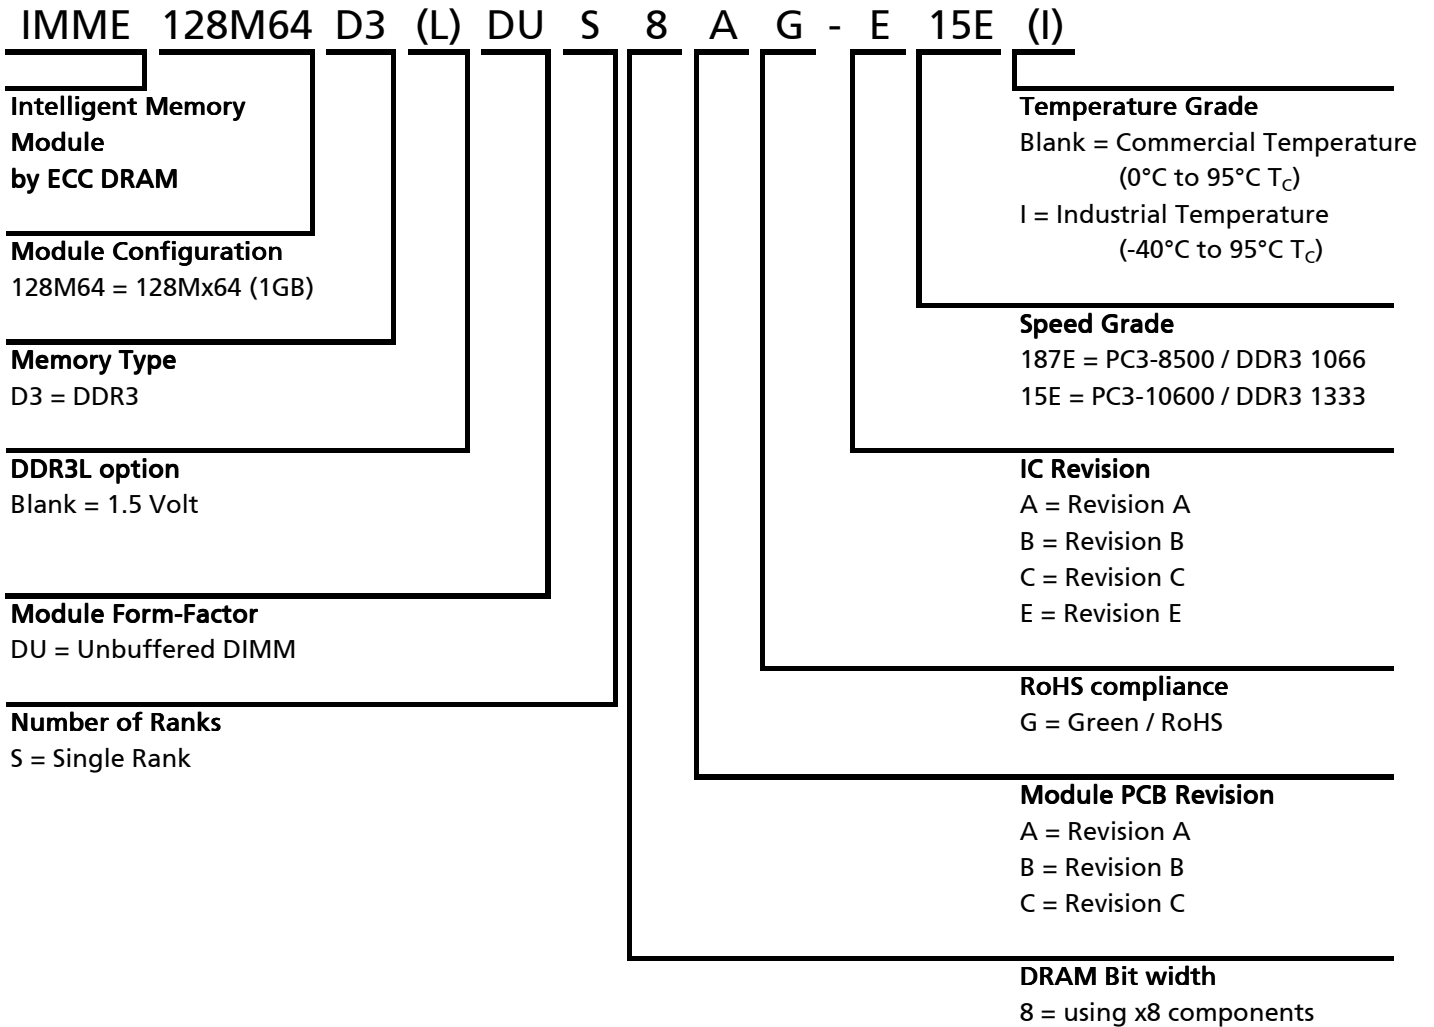 IMME 128M64 D3 (L) DU S 8 A G - E 15E (I)
Intelligent Memory
Module
by ECC DRAM
Module Configuration
128M64 = 128Mx64 (1GB)
Memory Type
D3 = DDR3
DDR3L option
Blank = 1.5 Volt
Module Form-Factor
DU = Unbuffered DIMM
Number of Ranks
S = Single Rank
Temperature Grade
Blank = Commercial Temperature
(0°C to 95°C TC)
I = Industrial Temperature
(-40°C to 95°C TC)
Speed Grade
187E = PC3-8500 / DDR3 1066
15E = PC3-10600 / DDR3 1333
IC Revision
A = Revision A
B = Revision B
C = Revision C
E = Revision E
RoHS compliance
G = Green / RoHS
Module PCB Revision
A = Revision A
B = Revision B
C = Revision C
DRAM Bit width
8 = using x8 components